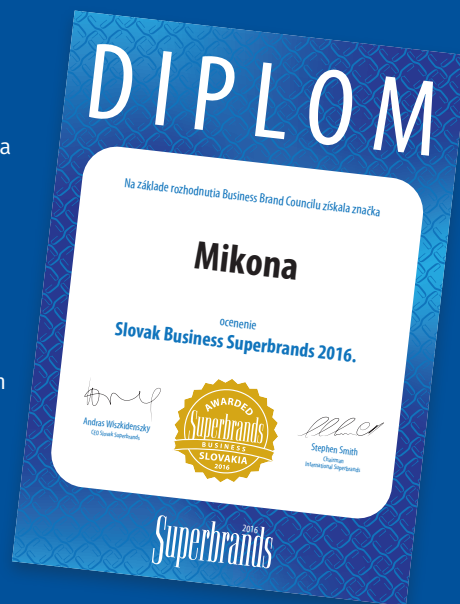 DIPLOM
a
Na základe rozhodnutia Business Brand Councilu získala značka
Mikona
ocenenie
Slovak Business Superbrands 2016.
n
Andras Wiszkidenszky
CEO Slovak Superbrands
AWARDED
Superbrands
BUSINESS
SLOVAKIA
2016
Stephen Smith
Chairman
International Superbrands
2016
Superbrands